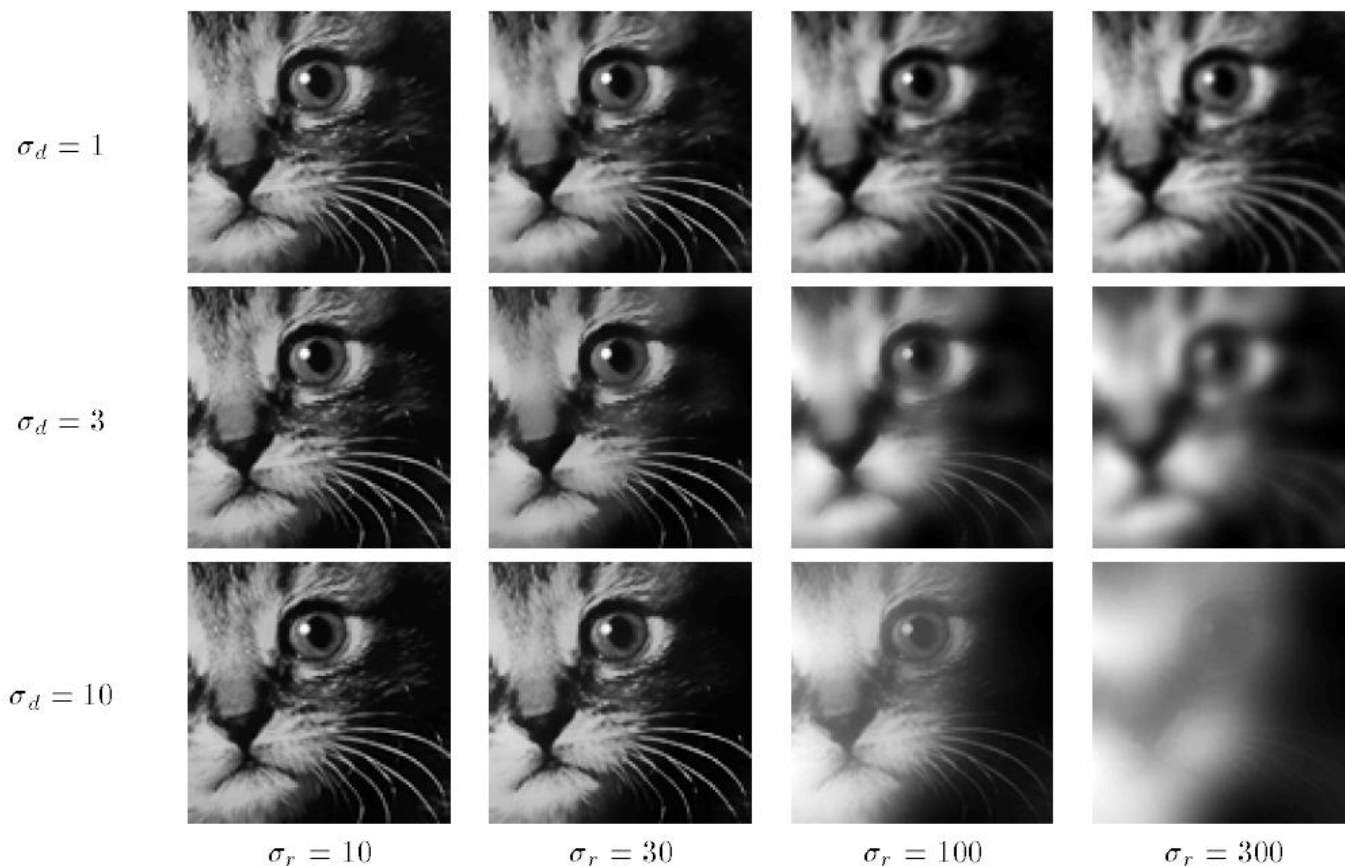 σ_d = 1
σ_d = 3
σ_d = 10
σ_r = 10 σ_r = 30 σ_r = 100 σ_r = 300